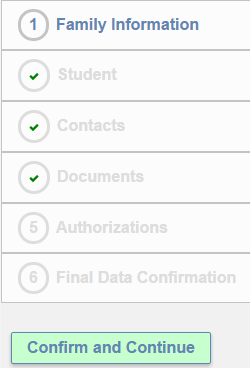 1 Family Information
Student
Contacts
Documents
5 Authorizations
6 Final Data Confirmation
Confirm and Continue